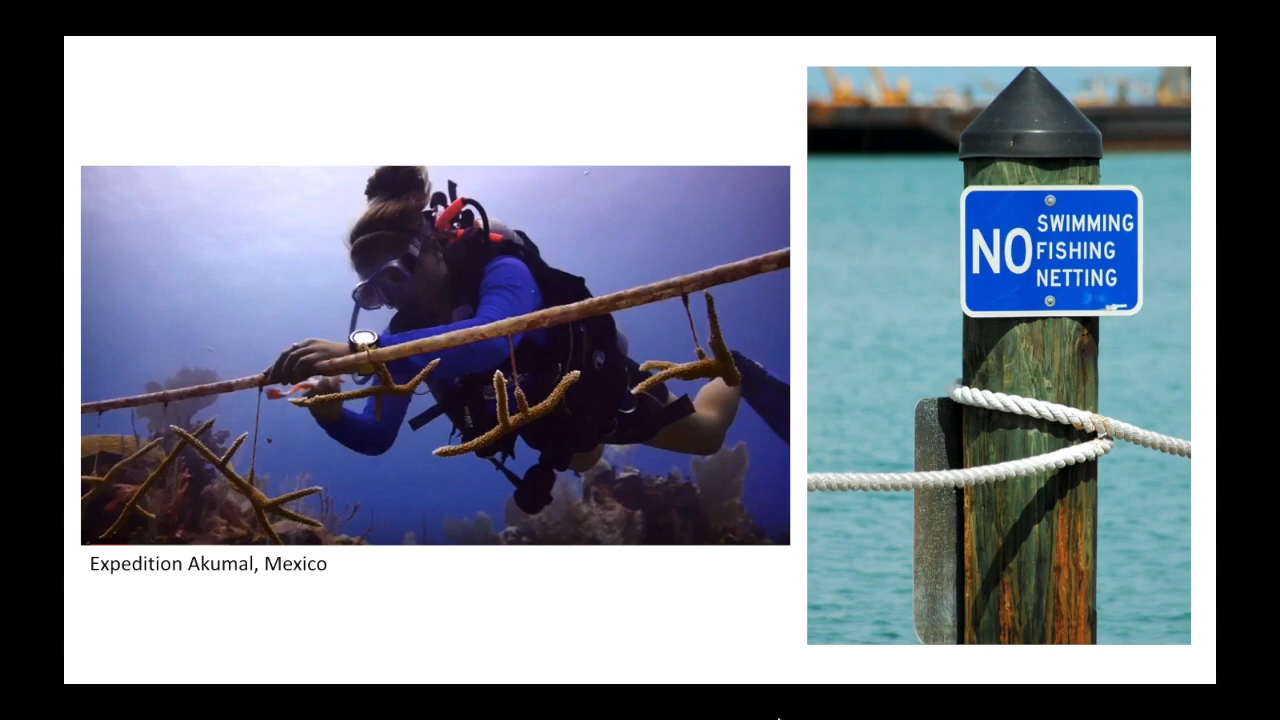 Expedition Akumal, Mexico
NO
SWIMMING
FISHING
NETTING